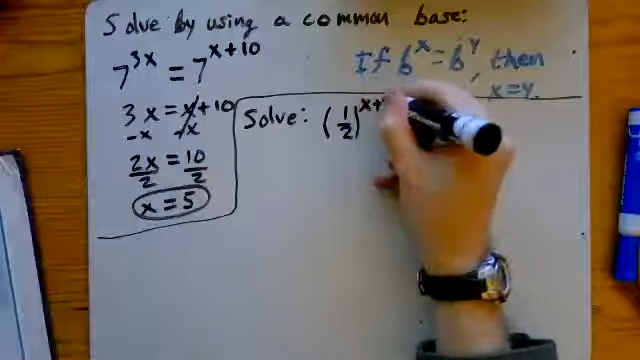 Solve by using a common base:
7^(3x) = 7^(x+10)
If b^x = b^y, then
x=y.
3x = x+10
-x -x
2x = 10
2 2
x = 5
Solve: (1/2)^(x+